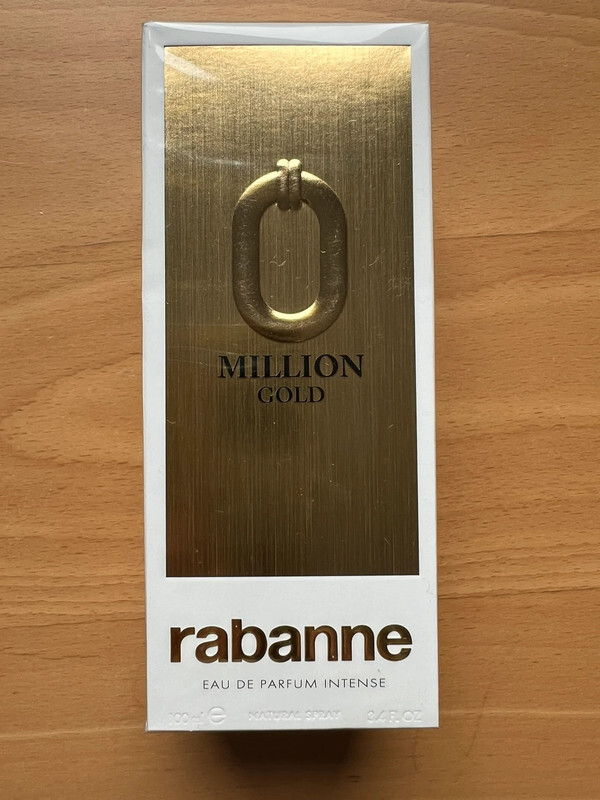 MILLION
GOLD
rabanne
EAU DE PARFUM INTENSE
100 ml ℮ NATURAL SPRAY 3.4 FL OZ